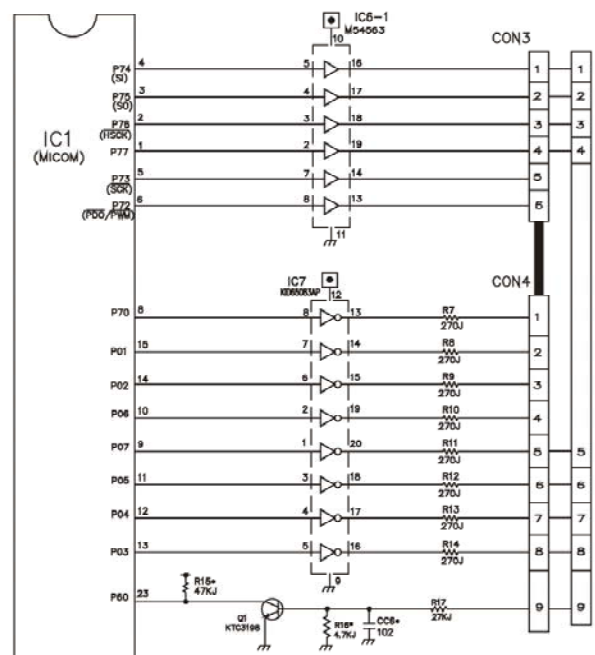 IC6-1
M54563
CON3
10
P74 4 5 16 1 1
(SI)
P75 3 4 17 2 2
(SO)
P76 2 3 18 3 3
(HSCK)
P77 1 2 19 4 4
IC1
(MICOM)
P73 5 7 14 5
(SCK)
P72 6 8 13 6
(PDO/PWM)
11
IC7
KID65083AP
CON4
12
P70 8 8 13 R7 270J 1
P01 15 7 14 R8 270J 2
P02 14 6 15 R9 270J 3
P06 10 2 19 R10 270J 4
P07 9 1 20 R11 270J 5 5
P05 11 3 18 R12 270J 6 6
P04 12 4 17 R13 270J 7 7
P03 13 5 16 R14 270J 8 8
9
R15*
47KJ
P60 23
Q1
KTC3198
R16*
4.7KJ
CC6*
102
R17
27KJ
9 9